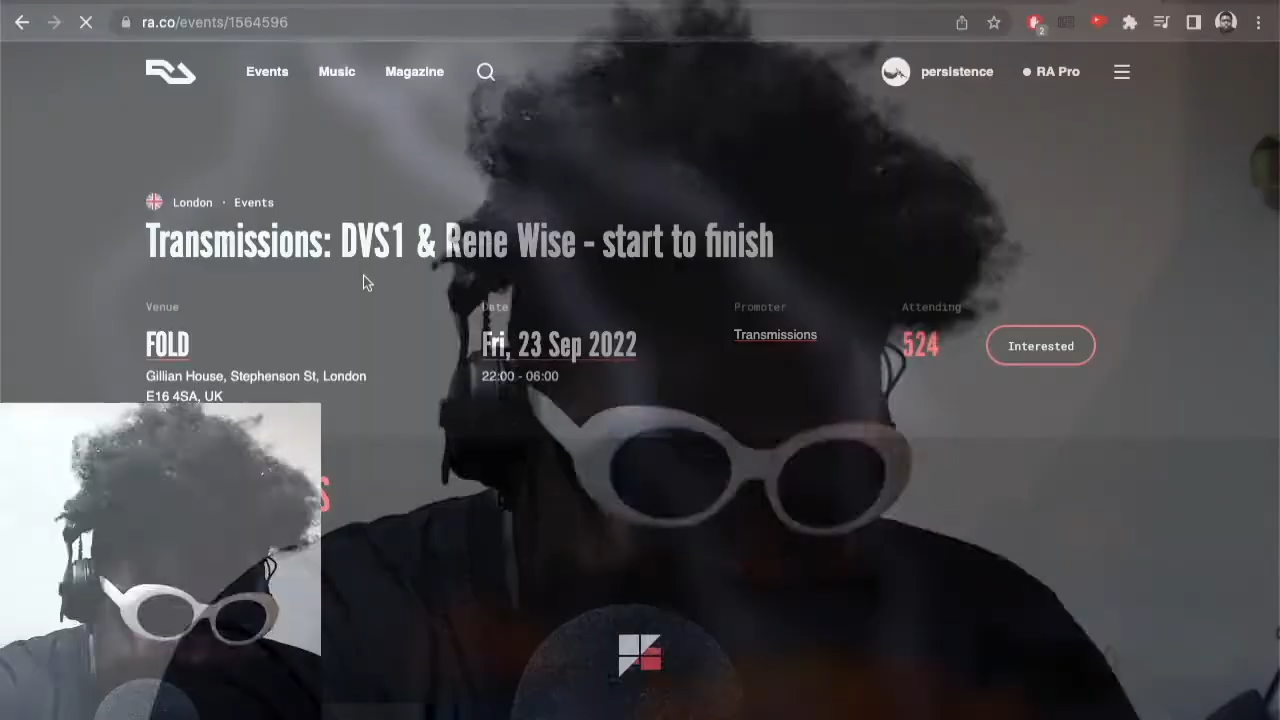 ra.co/events/1564596
2
Events Music Magazine
persistence
RA Pro
London · Events
Transmissions: DVS1 & Rene Wise - start to finish
Venue
FOLD
Gillian House, Stephenson St, London
E16 4SA, UK
Date
Fri, 23 Sep 2022
22:00 - 06:00
Promoter
Transmissions
Attending
524
Interested
S